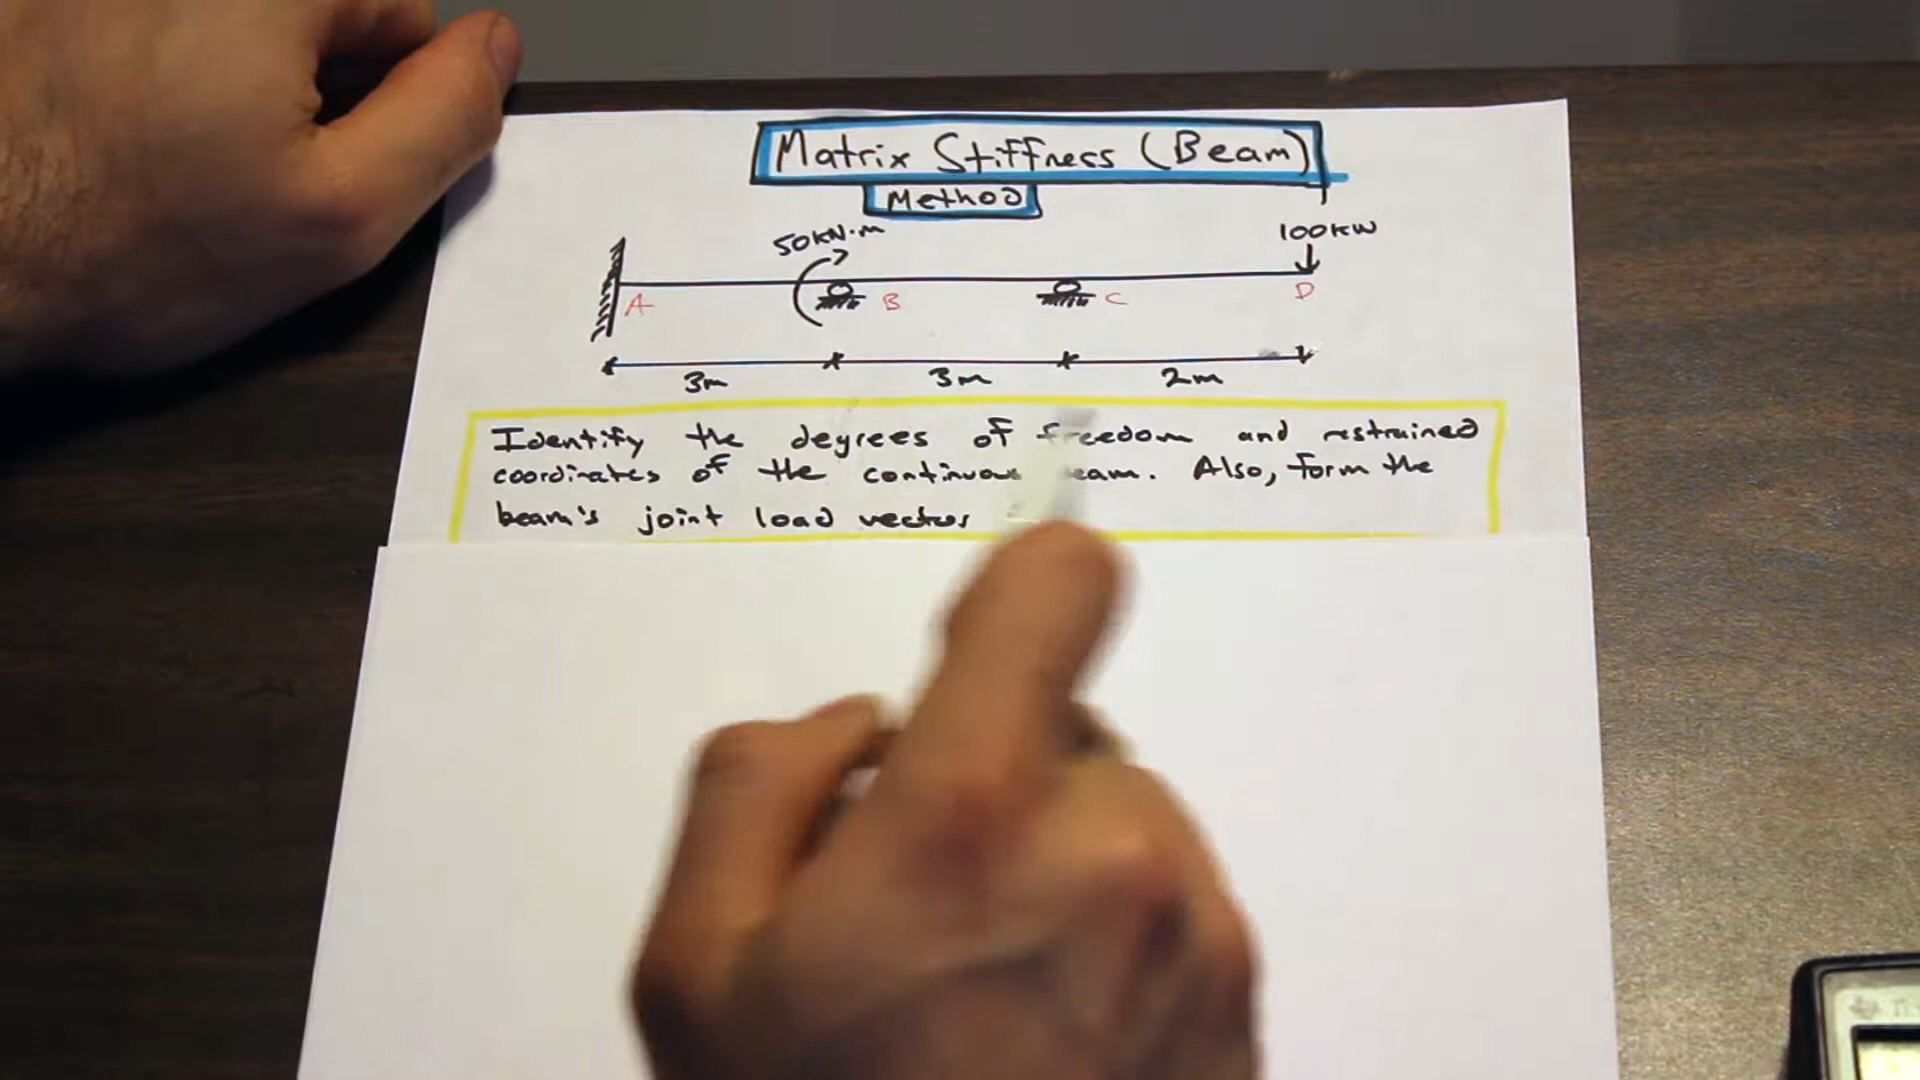 Matrix Stiffness (Beam)
Method
50kN·m
100kW
A
B
C
D
3m
3m
2m
Identify the degrees of freedom and restrained
coordinates of the continuous beam. Also, form the
beam's joint load vector